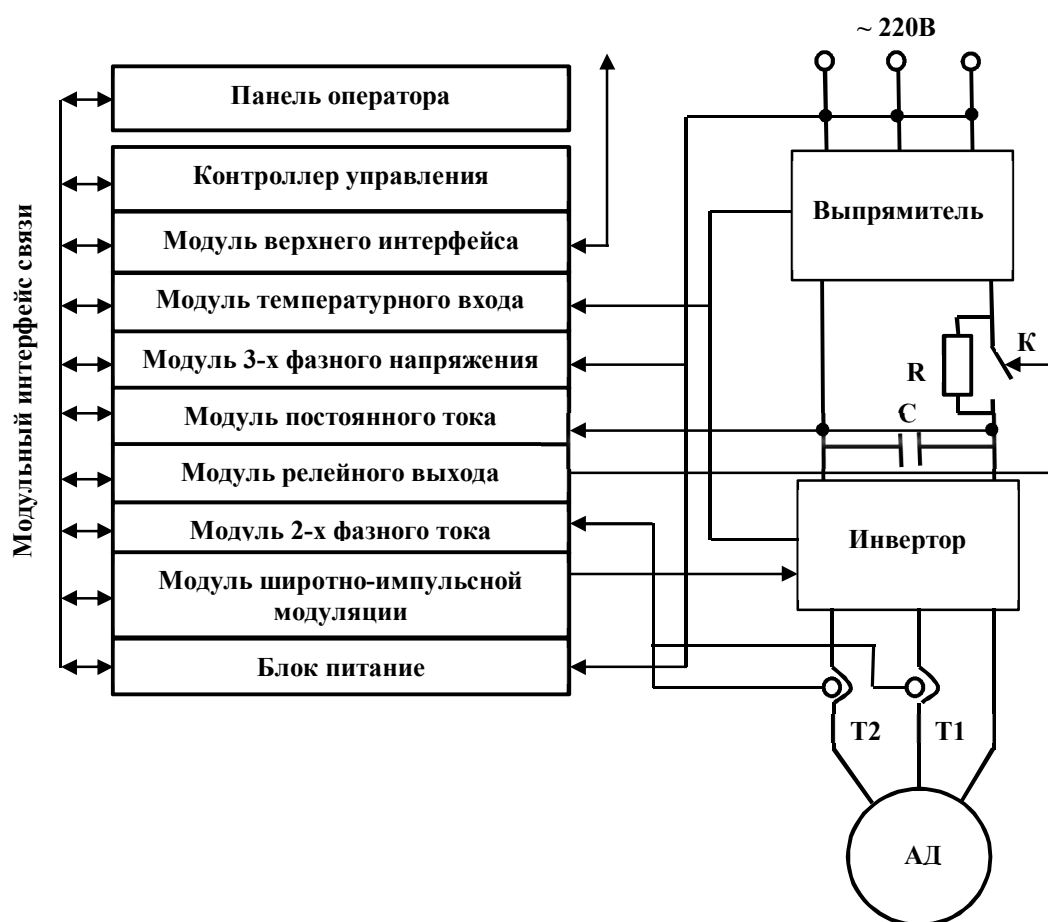 ~ 220В
Панель оператора
Контроллер управления
Модуль верхнего интерфейса
Модуль температурного входа
Модуль 3-х фазного напряжения
Модуль постоянного тока
Модуль релейного выхода
Модуль 2-х фазного тока
Модуль широтно-импульсной
модуляции
Блок питание
Модульный интерфейс связи
Выпрямитель
К
R
С
Инвертор
Т2
Т1
АД